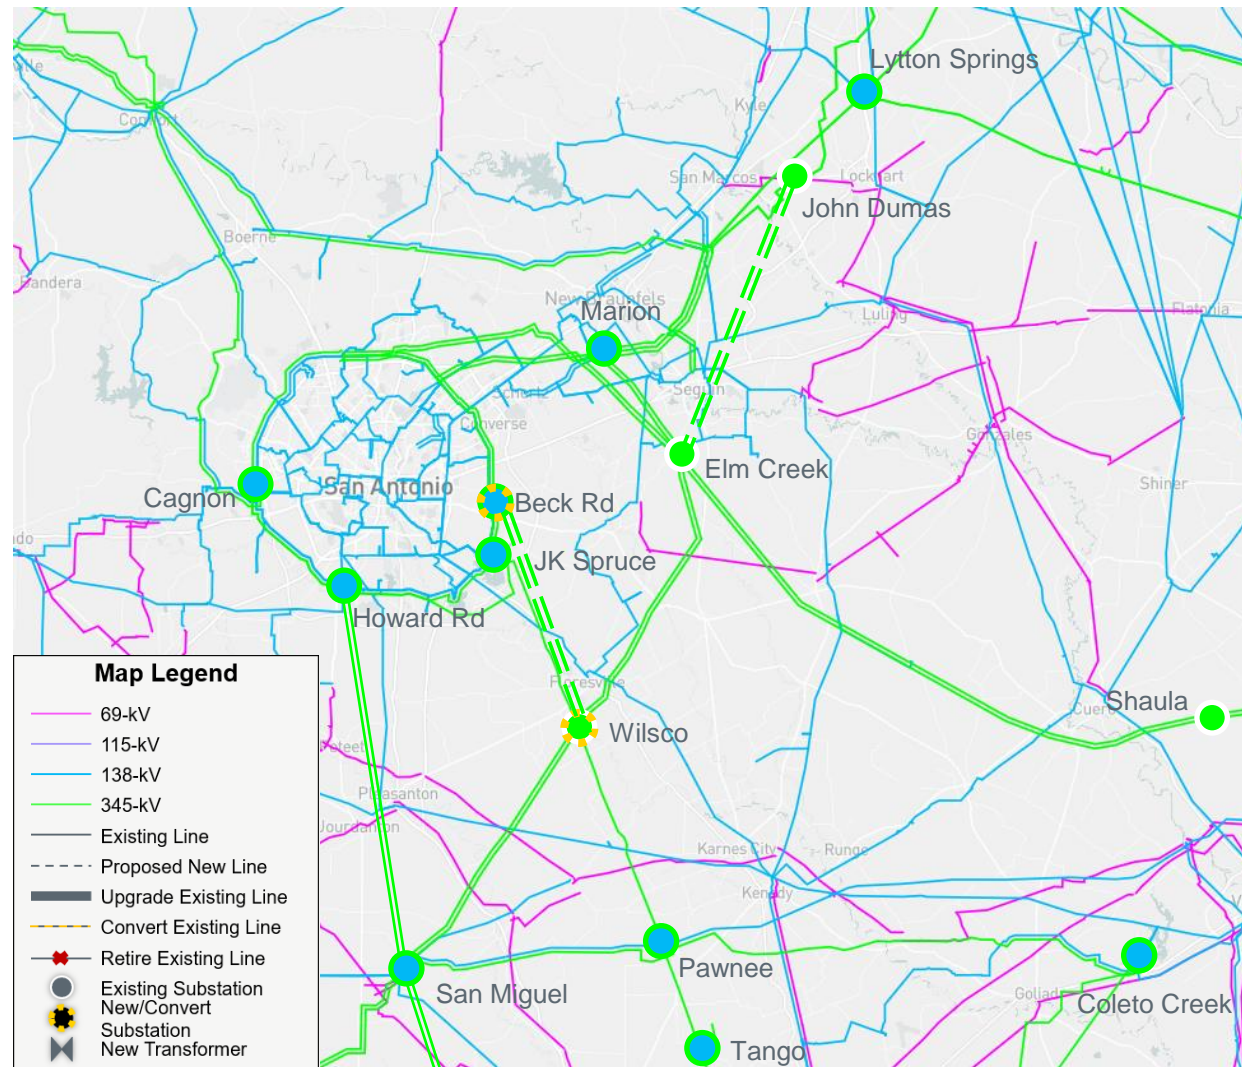 Lytton Springs
Kyle
Comfort
San Marcos
Lockhart
John Dumas
Boerne
Bandera
New Braunfels
Marion
Luling
Flatonia
Schertz
Seguin
Converse
Gonzales
Elm Creek
Shiner
Cagnon
San Antonio
Beck Rd
JK Spruce
Howard Rd
Floresville
Shaula
Cuero
Wilsco
Poteet
Pleasanton
Jourdanton
Karnes City
Runge
Kenedy
Pawnee
San Miguel
Goliad
Coleto Creek
Tango
Map Legend
69-kV
115-kV
138-kV
345-kV
Existing Line
Proposed New Line
Upgrade Existing Line
Convert Existing Line
Retire Existing Line
Existing Substation
New/Convert
Substation
New Transformer